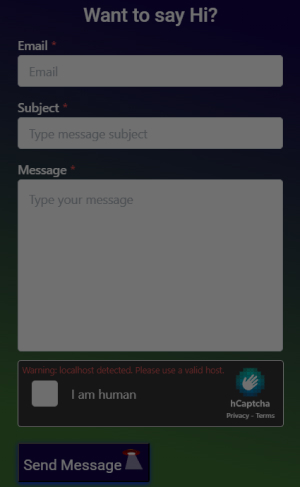 Want to say Hi?
Email *
Email
Subject *
Type message subject
Message *
Type your message
Warning: localhost detected. Please use a valid host.
I am human
hCaptcha
Privacy - Terms
Send Message